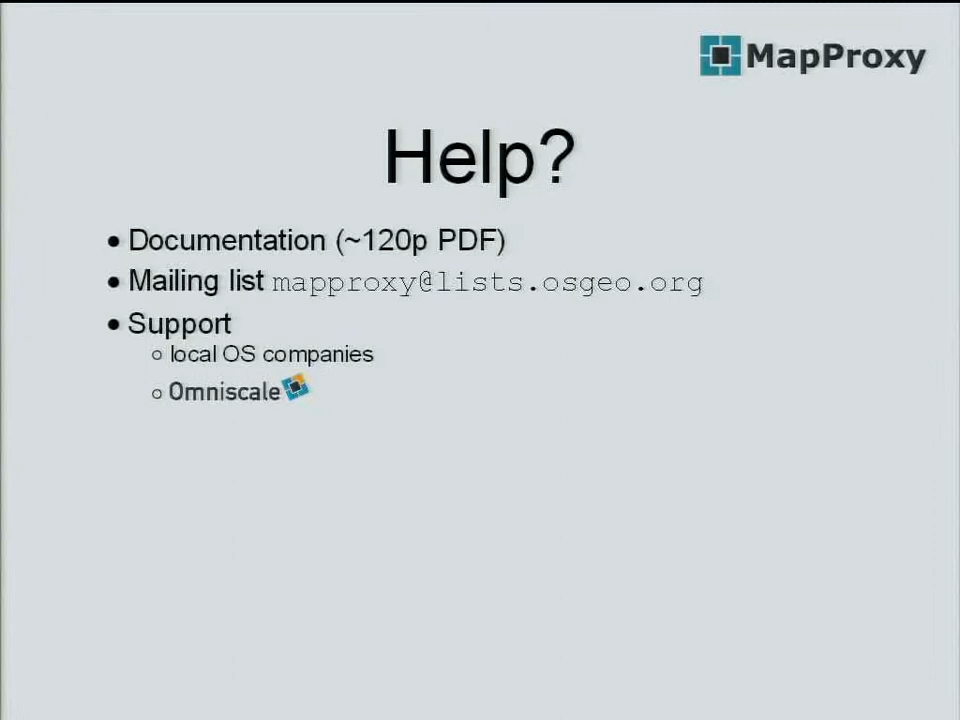 MapProxy
Help?
• Documentation (~120p PDF)
• Mailing list mapproxy@lists.osgeo.org
• Support
○ local OS companies
○ Omniscale